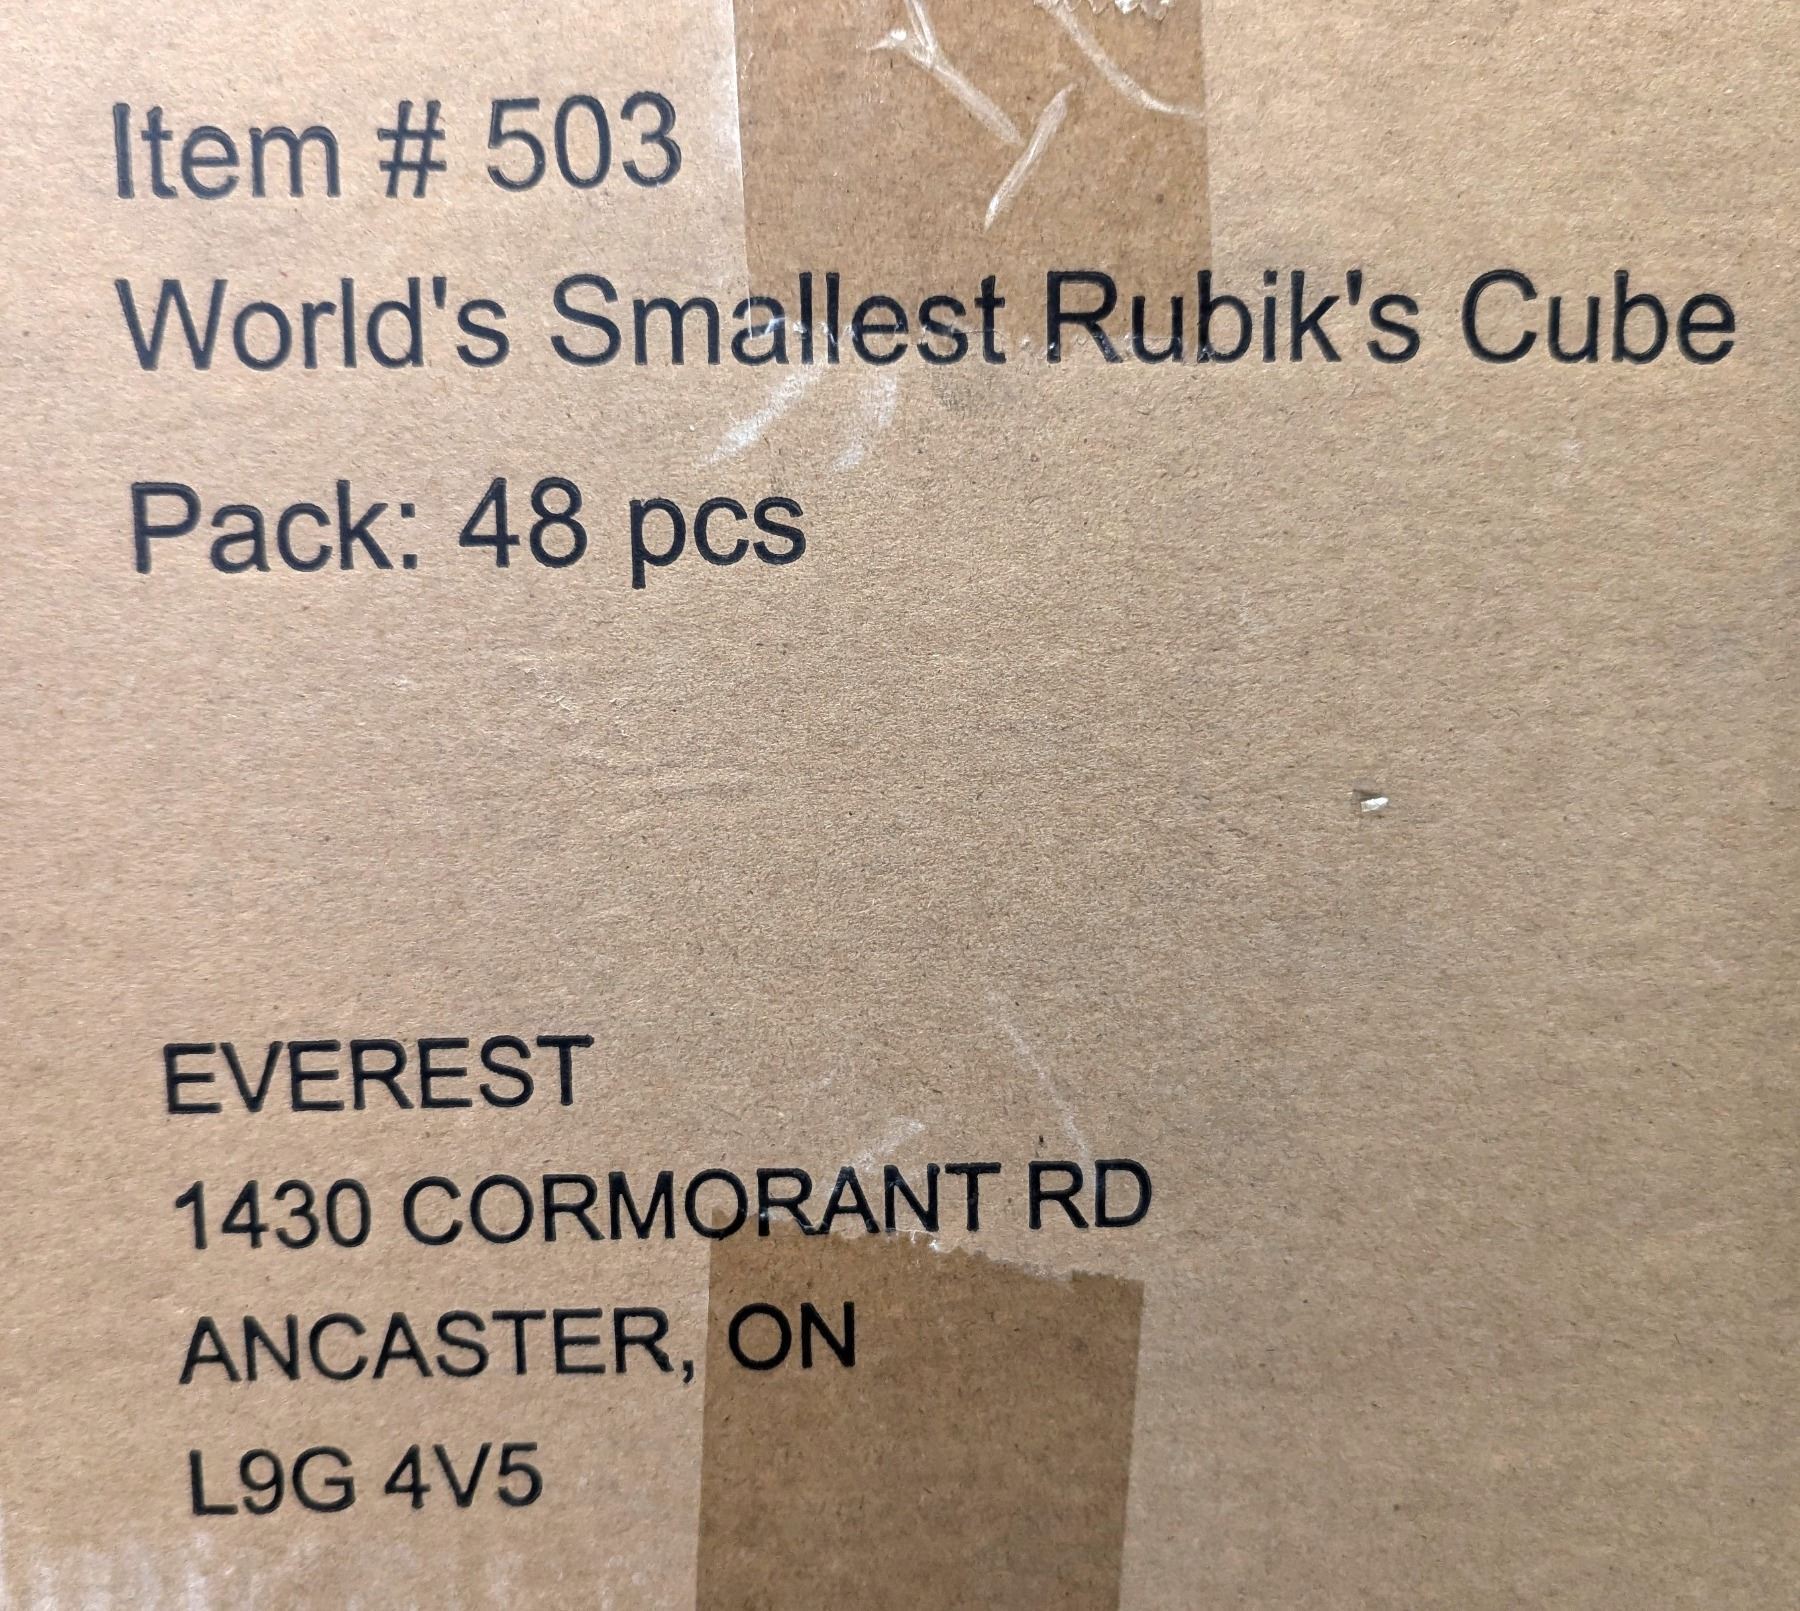 Item # 503
World's Smallest Rubik's Cube
Pack: 48 pcs
EVEREST
1430 CORMORANT RD
ANCASTER, ON
L9G 4V5